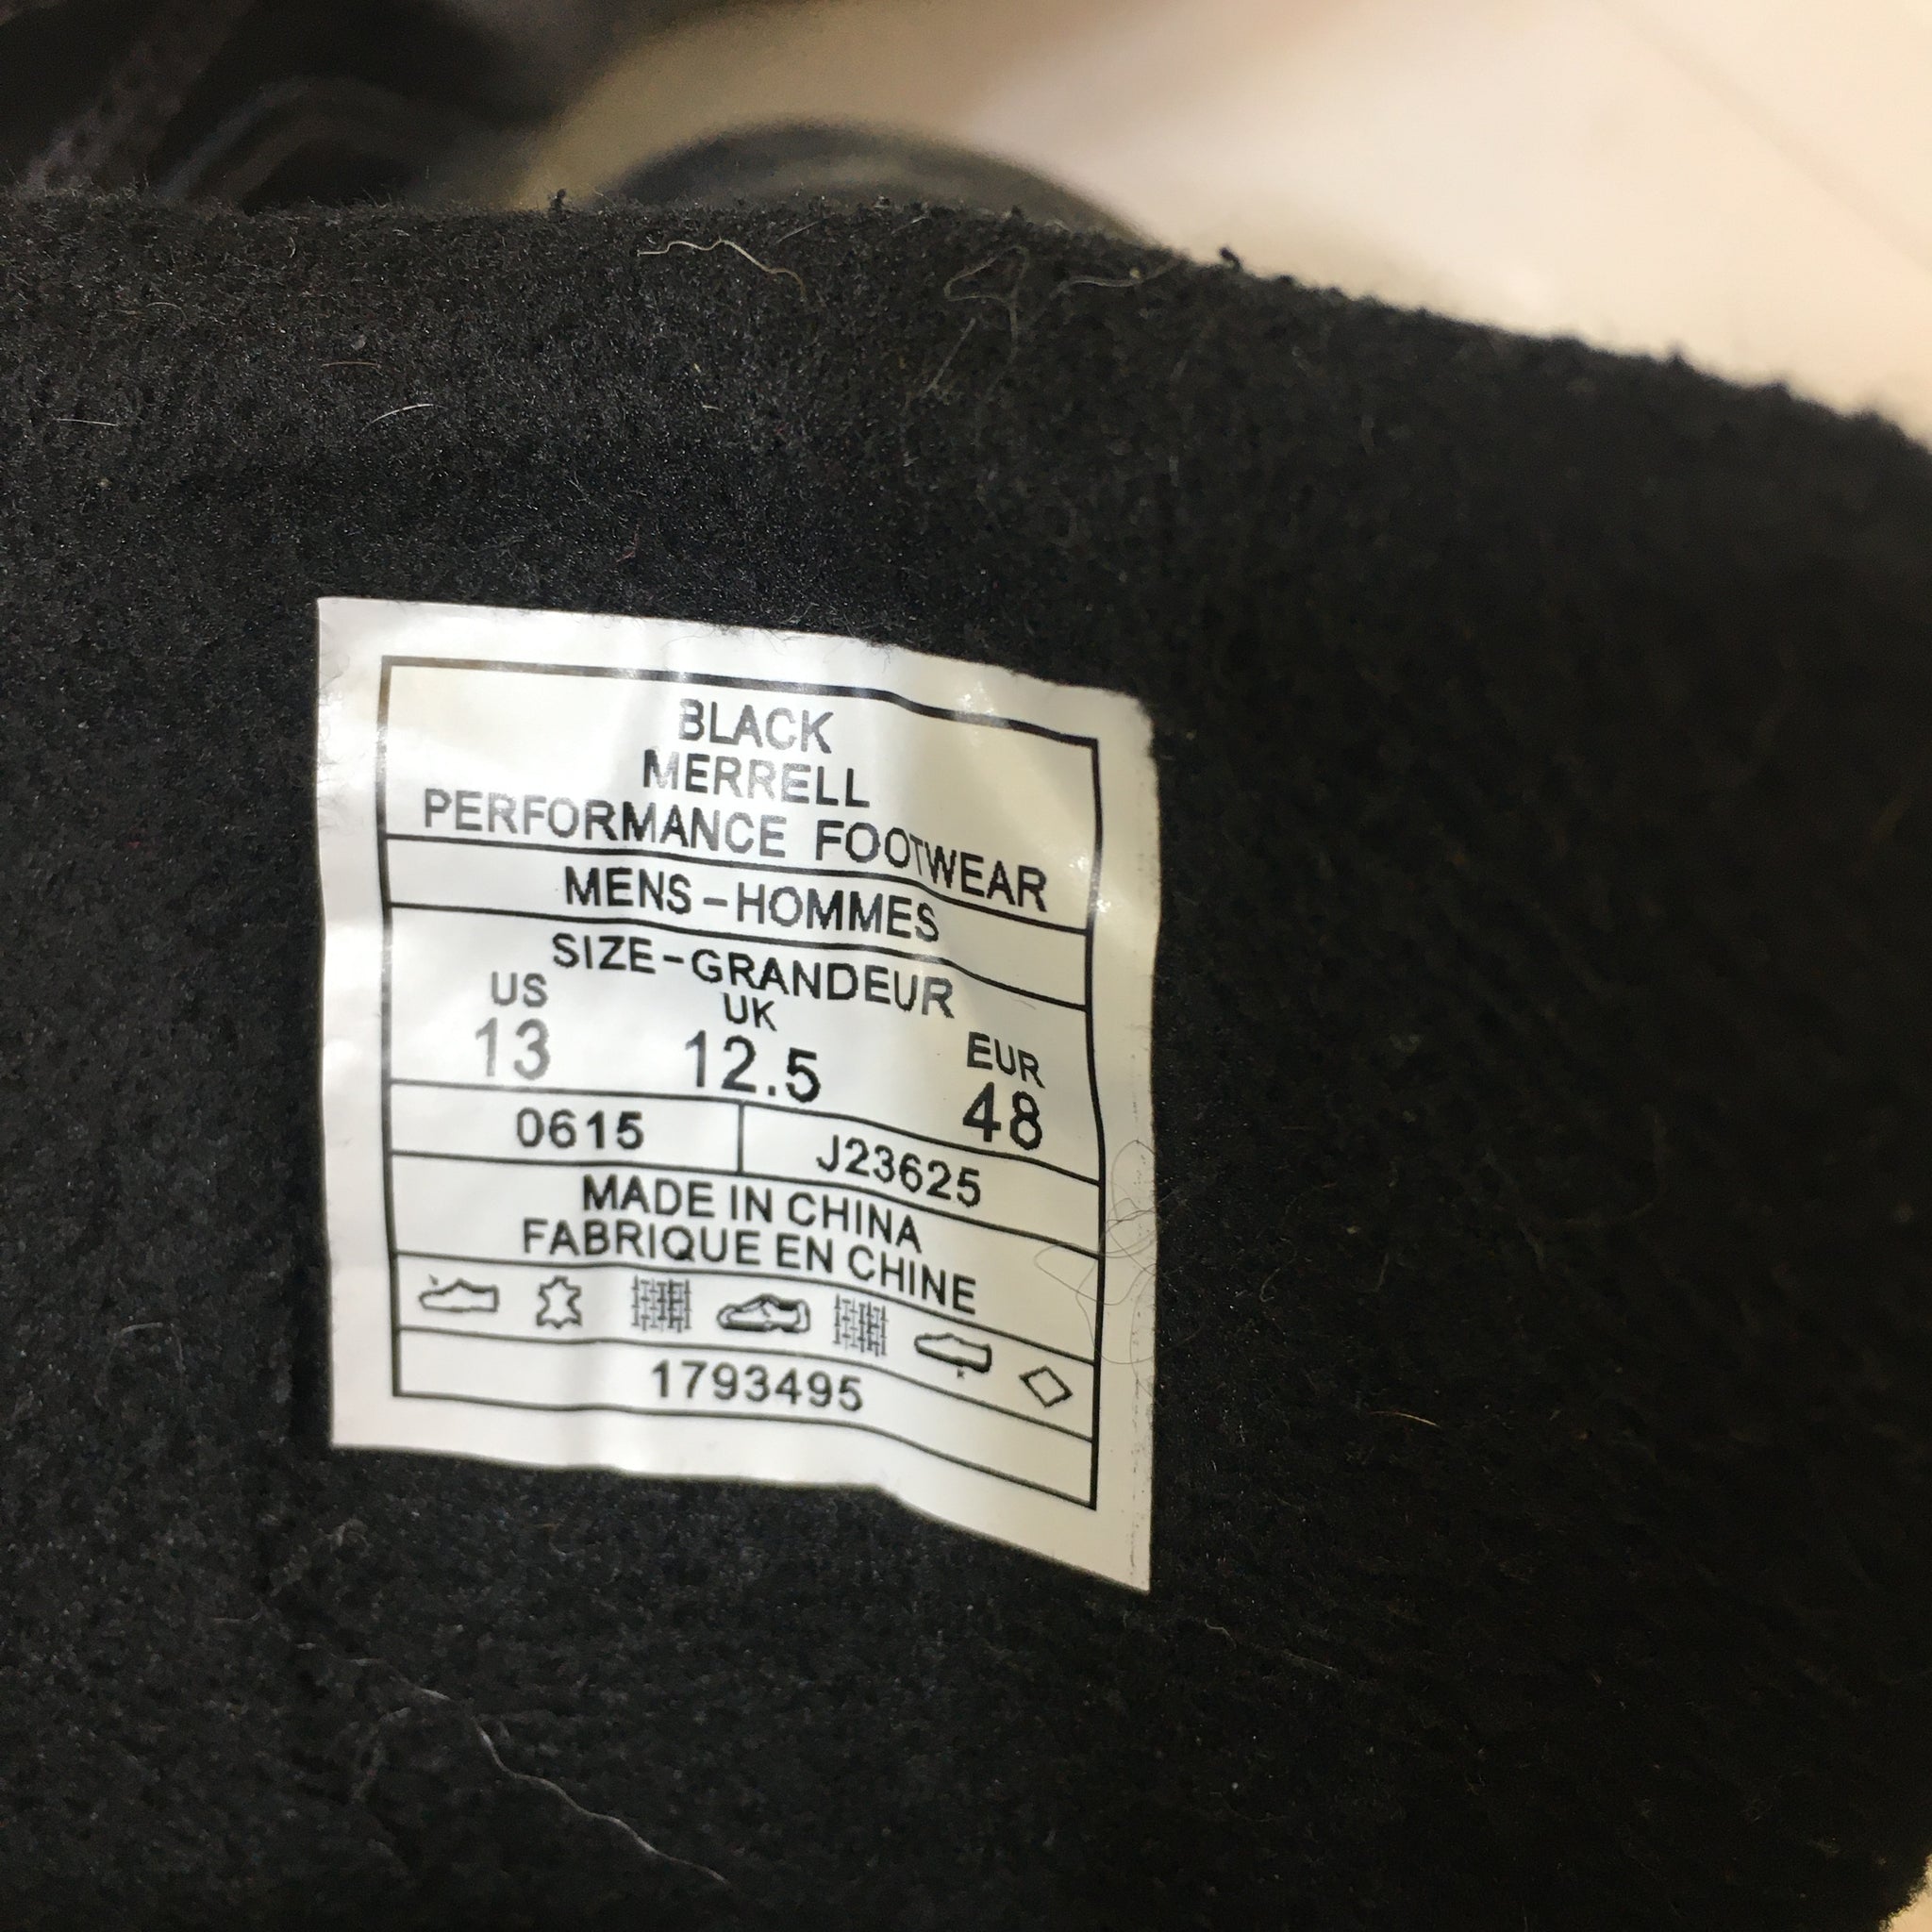 BLACK
MERRELL
PERFORMANCE FOOTWEAR
MENS-HOMMES
SIZE-GRANDEUR
US UK EUR
13 12.5 48
0615 J23625
MADE IN CHINA
FABRIQUE EN CHINE
1793495